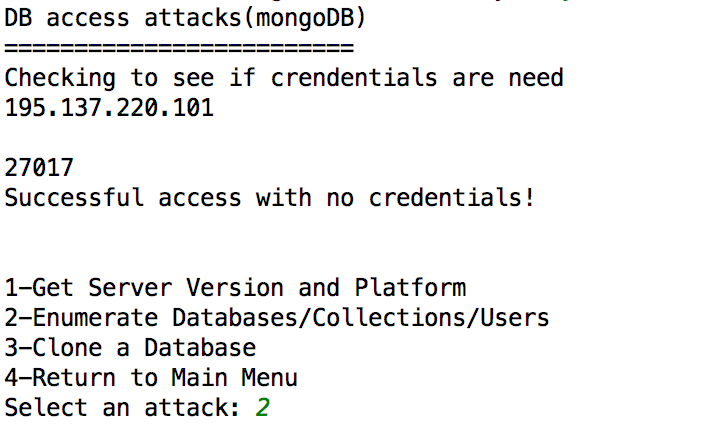 DB access attacks(mongoDB)
=========================
Checking to see if crendentials are need
195.137.220.101
27017
Successful access with no credentials!
1-Get Server Version and Platform
2-Enumerate Databases/Collections/Users
3-Clone a Database
4-Return to Main Menu
Select an attack: 2